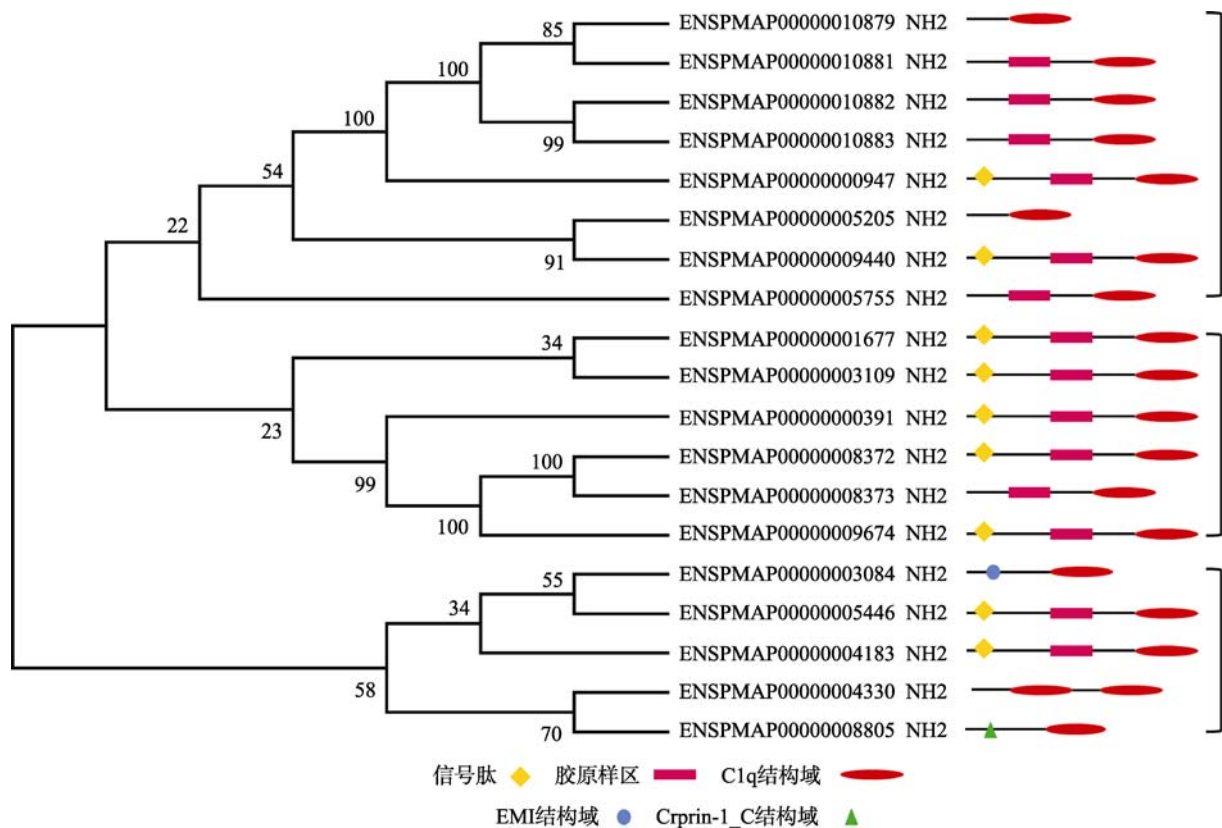 85 ENSPMAP00000010879 NH2
ENSPMAP00000010881 NH2
100
ENSPMAP00000010882 NH2
100
99 ENSPMAP00000010883 NH2
54 ENSPMAP00000000947 NH2
22 ENSPMAP00000005205 NH2
91 ENSPMAP00000009440 NH2
ENSPMAP00000005755 NH2
34 ENSPMAP00000001677 NH2
ENSPMAP00000003109 NH2
23 ENSPMAP00000000391 NH2
100 ENSPMAP00000008372 NH2
99 ENSPMAP00000008373 NH2
100 ENSPMAP00000009674 NH2
55 ENSPMAP00000003084 NH2
34 ENSPMAP00000005446 NH2
ENSPMAP00000004183 NH2
58 ENSPMAP00000004330 NH2
70 ENSPMAP00000008805 NH2
信号肽 胶原样区 C1q结构域
EMI结构域 Crprin-1_C结构域